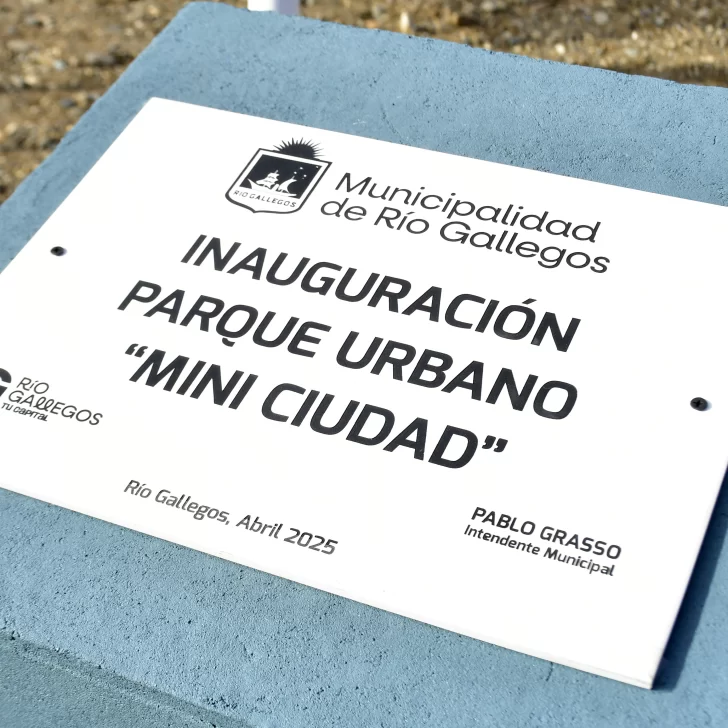 RÍO GALLEGOS
Municipalidad
de Río Gallegos
INAUGURACIÓN
PARQUE URBANO
“MINI CIUDAD”
RÍO
GALLEGOS
TU CAPITAL
Río Gallegos, Abril 2025
PABLO GRASSO
Intendente Municipal